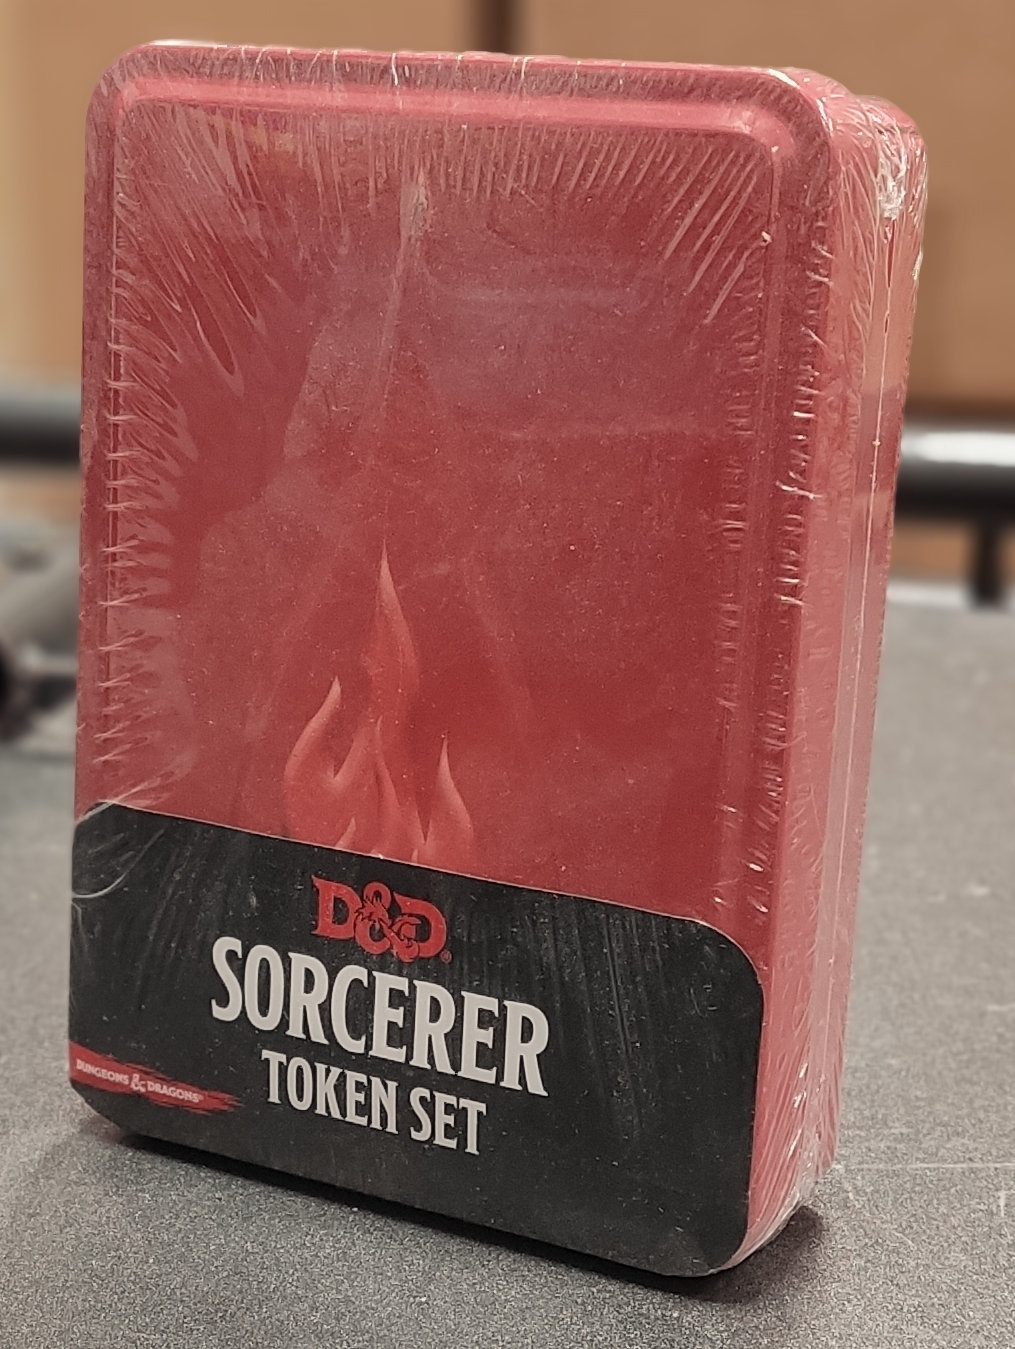 D&D®
SORCERER
TOKEN SET
DUNGEONS & DRAGONS®